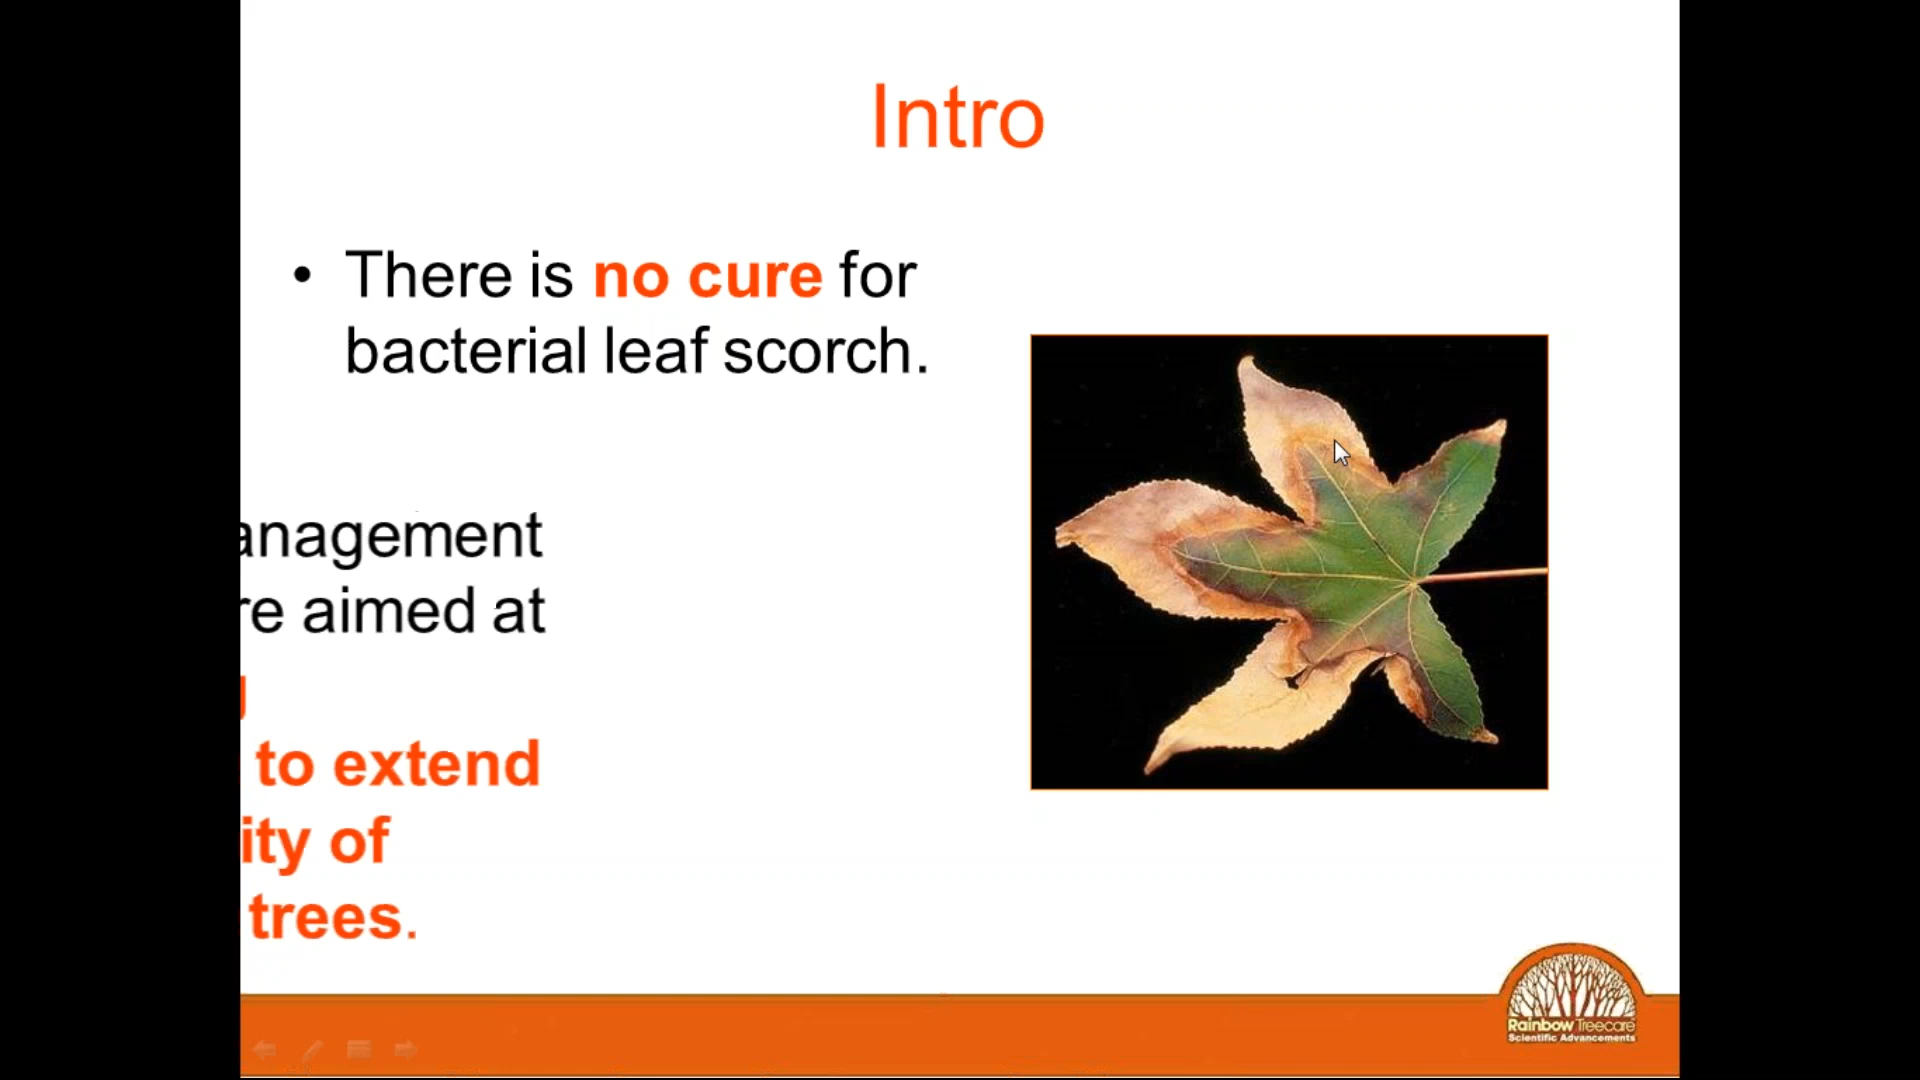 Intro
• There is no cure for
bacterial leaf scorch.
anagement
re aimed at
g
to extend
ity of
trees.
Rainbow Treecare
Scientific Advancements